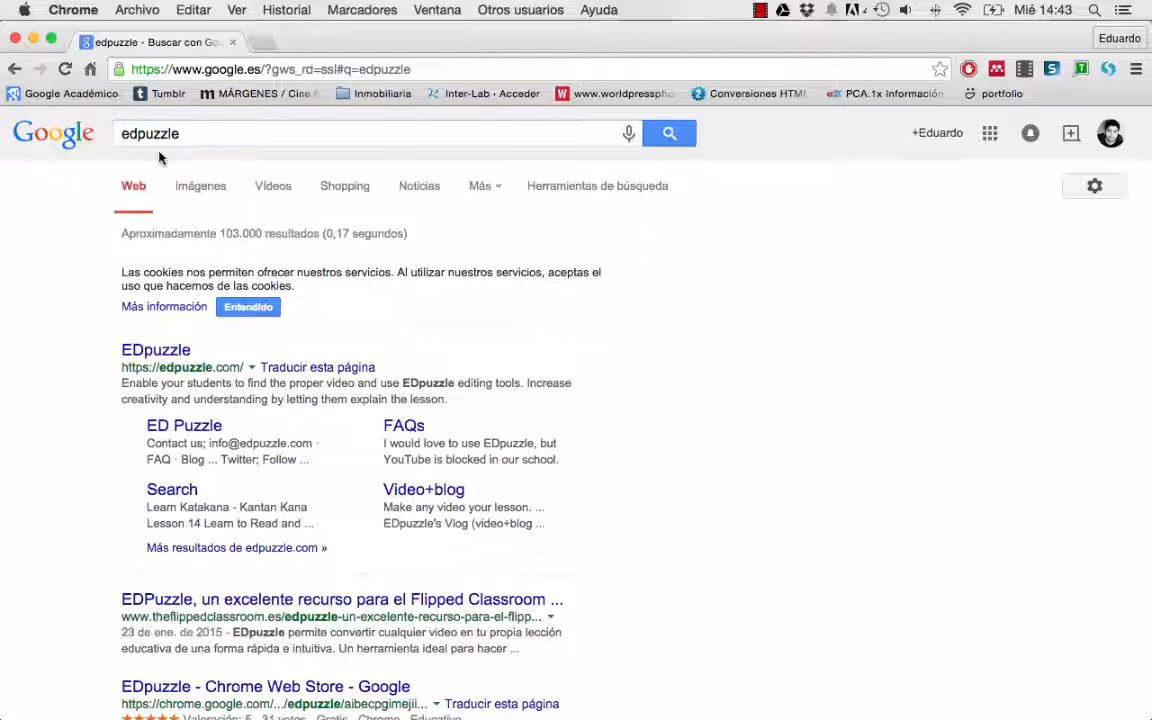 Chrome Archivo Editar Ver Historial Marcadores Ventana Otros usuarios Ayuda Mié 14:43
edpuzzle - Buscar con Go Eduardo
https://www.google.es/?gws_rd=ssl#q=edpuzzle
Google Académico Tumblr MÁRGENES / Cine Inmobiliaria Inter-Lab · Acceder www.worldpresspho Conversiones HTML PCA.1x Información portfolio
Google edpuzzle +Eduardo
Web Imágenes Vídeos Shopping Noticias Más Herramientas de búsqueda
Aproximadamente 103.000 resultados (0,17 segundos)
Las cookies nos permiten ofrecer nuestros servicios. Al utilizar nuestros servicios, aceptas el
uso que hacemos de las cookies.
Más información Entendido
EDpuzzle
https://edpuzzle.com/ Traducir esta página
Enable your students to find the proper video and use EDpuzzle editing tools. Increase
creativity and understanding by letting them explain the lesson.
ED Puzzle
Contact us; info@edpuzzle.com ·
FAQ · Blog ... Twitter; Follow ...
FAQs
I would love to use EDpuzzle, but
YouTube is blocked in our school.
Search
Learn Katakana - Kantan Kana
Lesson 14 Learn to Read and ...
Video+blog
Make any video your lesson. ...
EDpuzzle's Vlog (video+blog ...
Más resultados de edpuzzle.com »
EDPuzzle, un excelente recurso para el Flipped Classroom ...
www.theflippedclassroom.es/edpuzzle-un-excelente-recurso-para-el-flipp...
23 de ene. de 2015 - EDpuzzle permite convertir cualquier video en tu propia lección
educativa de una forma rápida e intuitiva. Un herramienta ideal para hacer ...
EDpuzzle - Chrome Web Store - Google
https://chrome.google.com/.../edpuzzle/aibecpgimejii... Traducir esta página
Valoración: 5 - 31 votos - Gratis - Chrome - Educativo